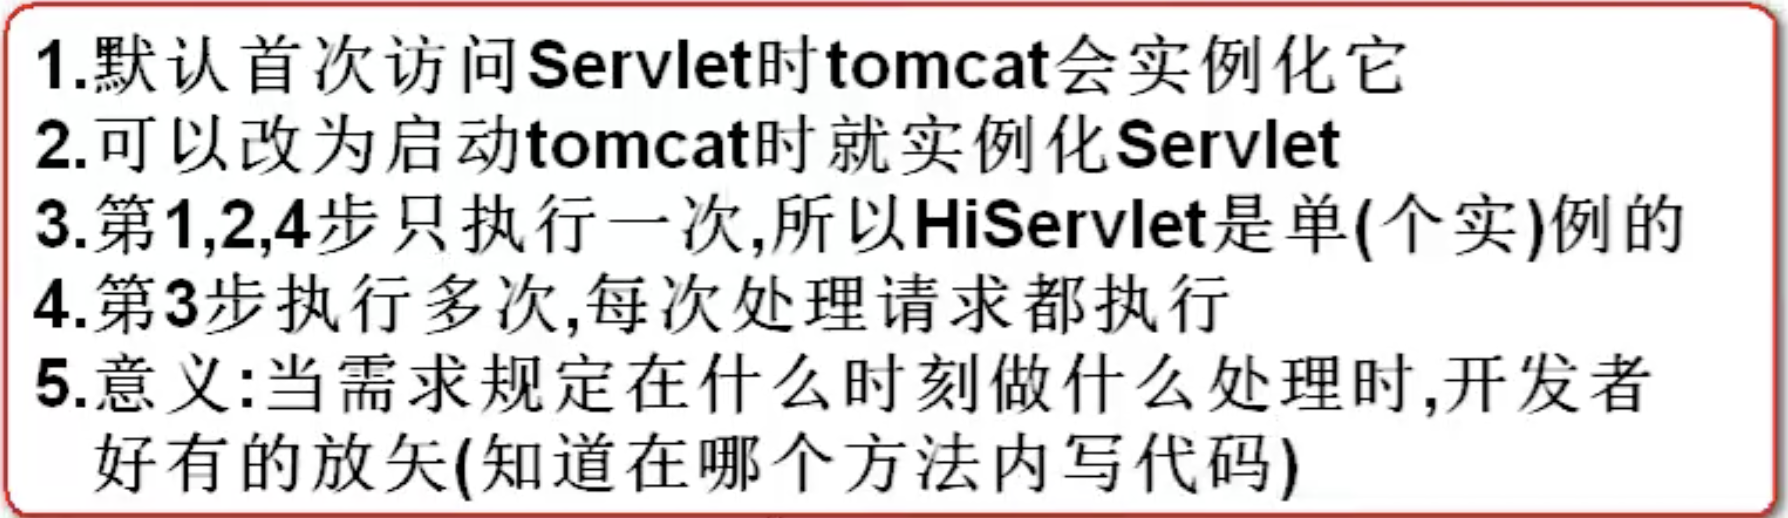 1.默认首次访问Servlet时tomcat会实例化它
2.可以改为启动tomcat时就实例化Servlet
3.第1,2,4步只执行一次,所以HiServlet是单(个实)例的
4.第3步执行多次,每次处理请求都执行
5.意义:当需求规定在什么时刻做什么处理时,开发者
好有的放矢(知道在哪个方法内写代码)